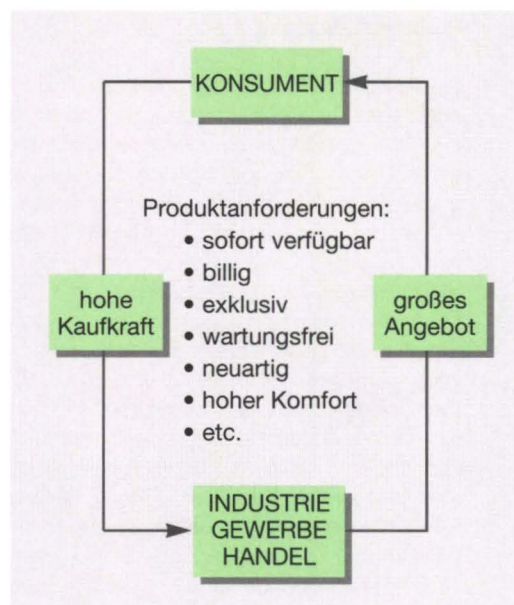 KONSUMENT
Produktanforderungen:
• sofort verfügbar
• billig
• exklusiv
• wartungsfrei
• neuartig
• hoher Komfort
• etc.
hohe
Kaufkraft
großes
Angebot
INDUSTRIE
GEWERBE
HANDEL